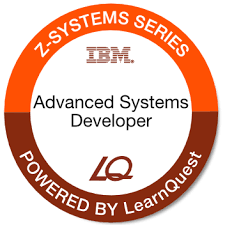 Z-SYSTEMS SERIES
IBM.
Advanced Systems
Developer
LQ
POWERED BY LearnQuest